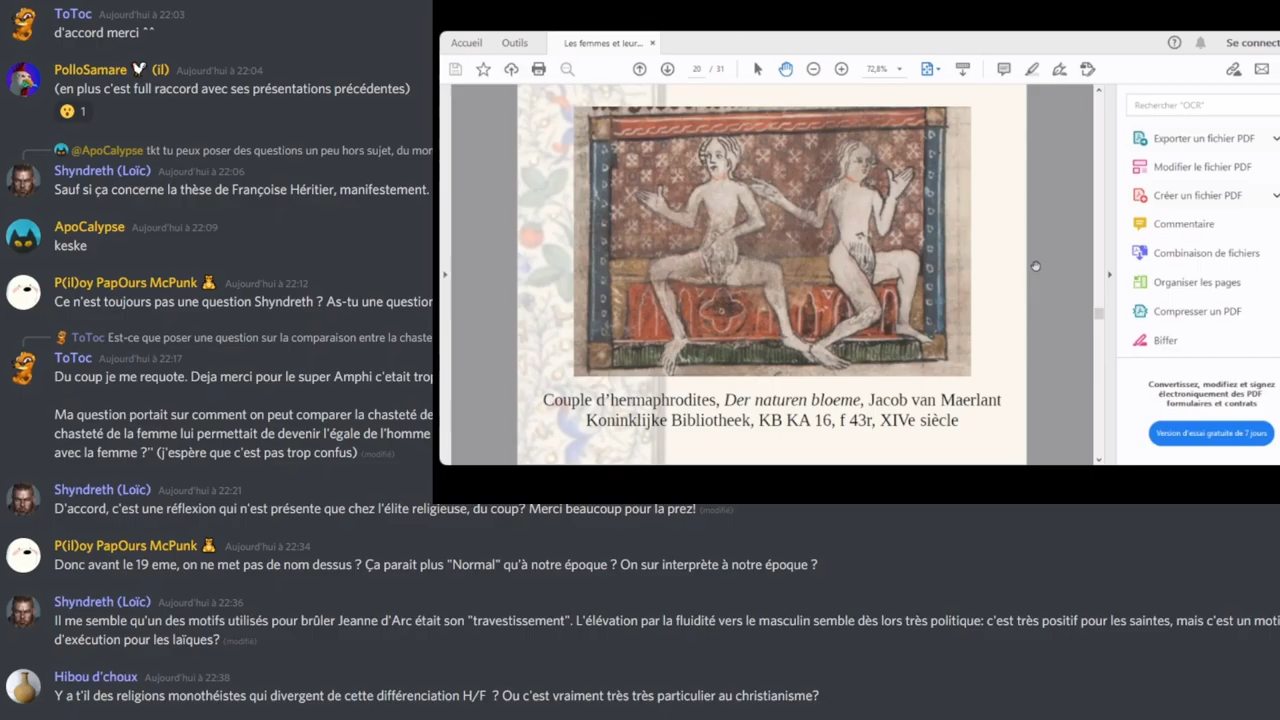 ToToc Aujourd'hui à 22:03
d'accord merci ^^
PolloSamare 🐓 (il) Aujourd'hui à 22:04
(en plus c'est full raccord avec ses présentations précédentes)
😮 1
@ApoCalypse tkt tu peux poser des questions un peu hors sujet, du mor
Shyndreth (Loïc) Aujourd'hui à 22:06
Sauf si ça concerne la thèse de Françoise Héritier, manifestement.
ApoCalypse Aujourd'hui à 22:09
keske
P(il)oy PapOurs McPunk 🧸 Aujourd'hui à 22:12
Ce n'est toujours pas une question Shyndreth ? As-tu une question
ToToc Est-ce que poser une question sur la comparaison entre la chaste
ToToc Aujourd'hui à 22:17
Du coup je me requote. Deja merci pour le super Amphi c'etait trop
Ma question portait sur comment on peut comparer la chasteté de
chasteté de la femme lui permettait de devenir l'égale de l'homme
avec la femme ?" (j'espère que c'est pas trop confus) (modifié)
Shyndreth (Loïc) Aujourd'hui à 22:21
D'accord, c'est une réflexion qui n'est présente que chez l'élite religieuse, du coup? Merci beaucoup pour la prez! (modifié)
P(il)oy PapOurs McPunk 🧸 Aujourd'hui à 22:34
Donc avant le 19 eme, on ne met pas de nom dessus ? Ça parait plus "Normal" qu'à notre époque ? On sur interprète à notre époque ?
Shyndreth (Loïc) Aujourd'hui à 22:36
Il me semble qu'un des motifs utilisés pour brûler Jeanne d'Arc était son "travestissement". L'élévation par la fluidité vers le masculin semble dès lors très politique: c'est très positif pour les saintes, mais c'est un moti
d'exécution pour les laïques? (modifié)
Hibou d'choux Aujourd'hui à 22:38
Y a t'il des religions monothéistes qui divergent de cette différenciation H/F ? Ou c'est vraiment très très particulier au christianisme?
Accueil Outils Les femmes et leur... × Se connect
20 / 31 72,8%
Couple d'hermaphrodites, Der naturen bloeme, Jacob van Maerlant
Koninklijke Bibliotheek, KB KA 16, f 43r, XIVe siècle
Rechercher "OCR"
Exporter un fichier PDF
Modifier le fichier PDF
Créer un fichier PDF
Commentaire
Combinaison de fichiers
Organiser les pages
Compresser un PDF
Biffer
Convertissez, modifiez et signez
électroniquement des PDF
formulaires et contrats
Version d'essai gratuite de 7 jours